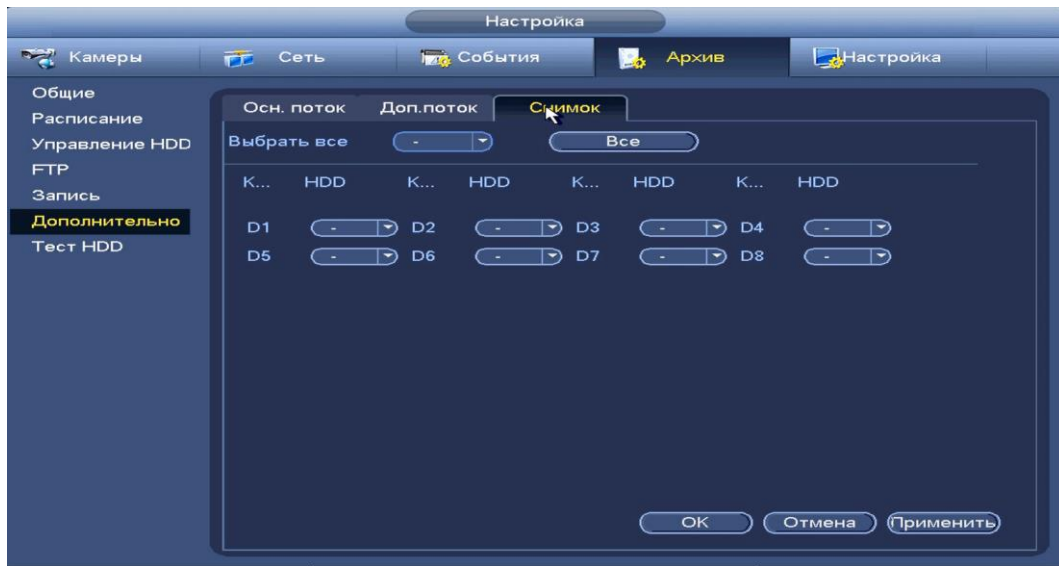 Настройка
Камеры Сеть События Архив Настройка
Общие
Расписание
Управление HDD
FTP
Запись
Дополнительно
Тест HDD
Осн. поток Доп.поток Снимок
Выбрать все - Все
К... HDD К... HDD К... HDD К... HDD
D1 - D2 - D3 - D4 -
D5 - D6 - D7 - D8 -
OK Отмена Применить